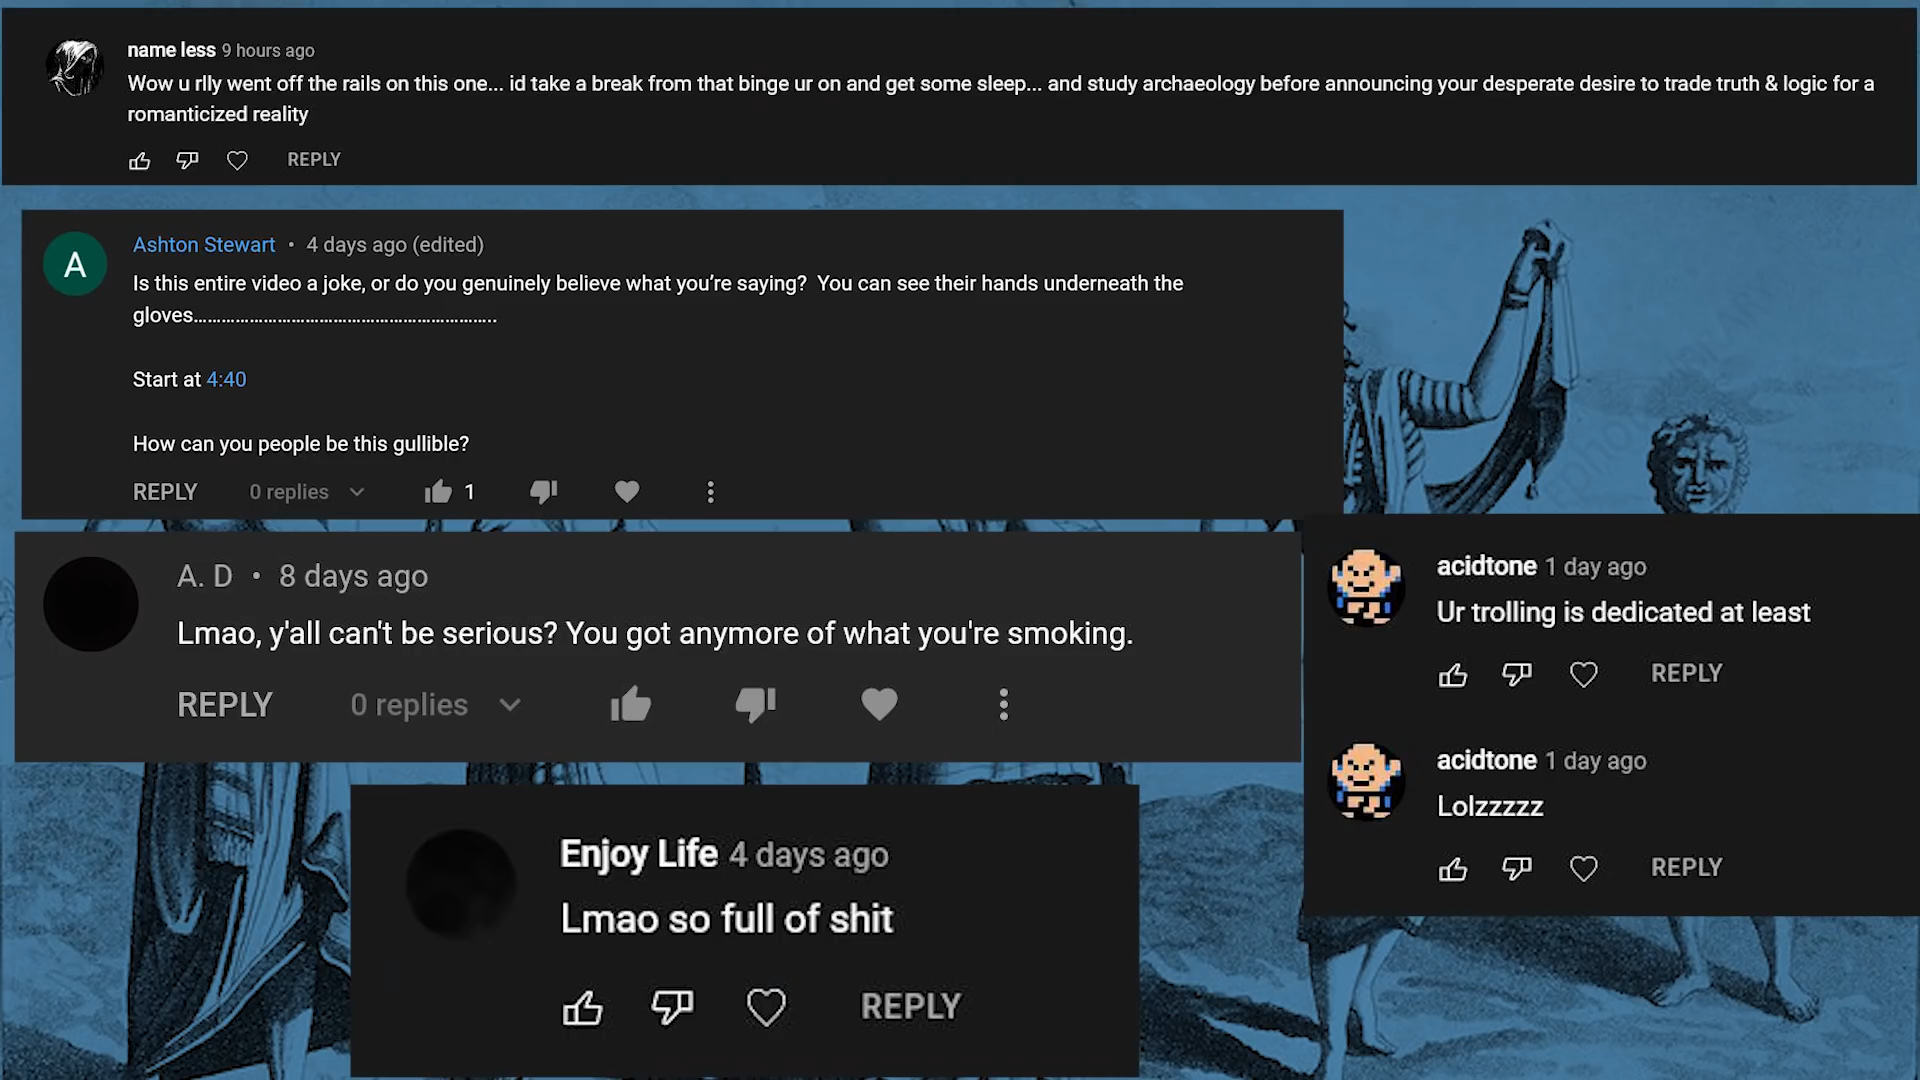 name less 9 hours ago
Wow u rlly went off the rails on this one... id take a break from that binge ur on and get some sleep... and study archaeology before announcing your desperate desire to trade truth & logic for a
romanticized reality
REPLY
A
Ashton Stewart • 4 days ago (edited)
Is this entire video a joke, or do you genuinely believe what you’re saying?  You can see their hands underneath the
gloves………………………………………………..
Start at 4:40
How can you people be this gullible?
REPLY 0 replies 1
A. D • 8 days ago
Lmao, y'all can't be serious? You got anymore of what you're smoking.
REPLY 0 replies
acidtone 1 day ago
Ur trolling is dedicated at least
REPLY
acidtone 1 day ago
Lolzzzzz
REPLY
Enjoy Life 4 days ago
Lmao so full of shit
REPLY